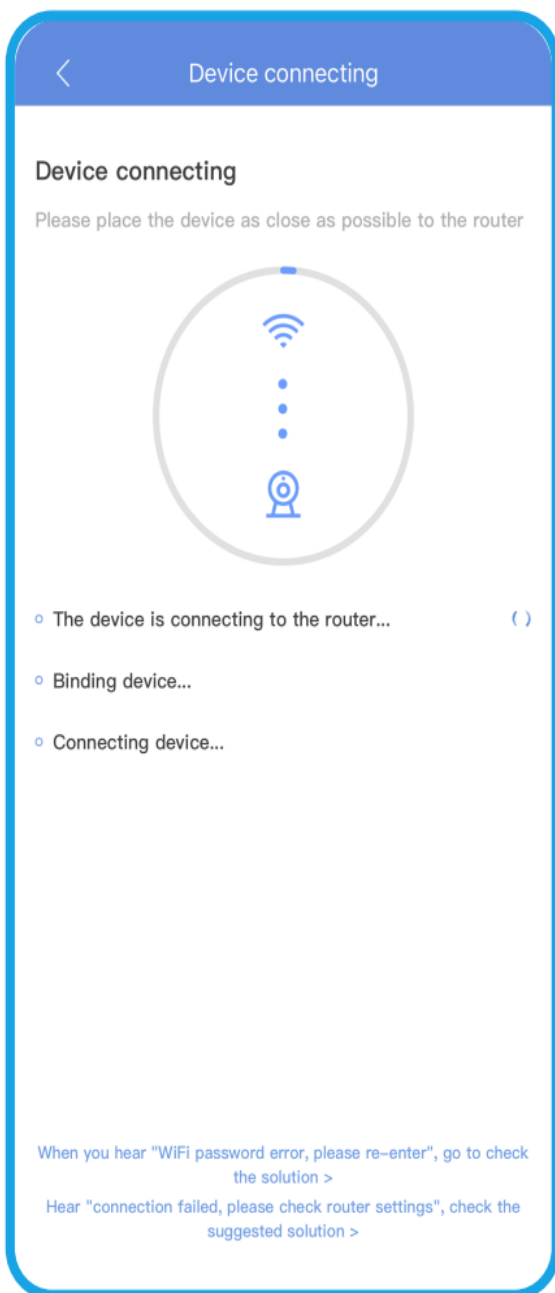 Device connecting
Device connecting
Please place the device as close as possible to the router
The device is connecting to the router...
Binding device...
Connecting device...
When you hear "WiFi password error, please re-enter", go to check
the solution >
Hear "connection failed, please check router settings", check the
suggested solution >